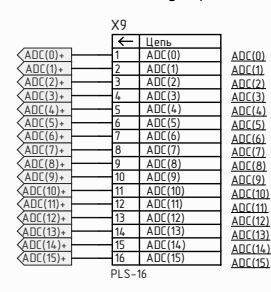 X9
← Цепь
ADC(0)+ 1 ADC(0) ADC(0)
ADC(1)+ 2 ADC(1) ADC(1)
ADC(2)+ 3 ADC(2) ADC(2)
ADC(3)+ 4 ADC(3) ADC(3)
ADC(4)+ 5 ADC(4) ADC(4)
ADC(5)+ 6 ADC(5) ADC(5)
ADC(6)+ 7 ADC(6) ADC(6)
ADC(7)+ 8 ADC(7) ADC(7)
ADC(8)+ 9 ADC(8) ADC(8)
ADC(9)+ 10 ADC(9) ADC(9)
ADC(10)+ 11 ADC(10) ADC(10)
ADC(11)+ 12 ADC(11) ADC(11)
ADC(12)+ 13 ADC(12) ADC(12)
ADC(13)+ 14 ADC(13) ADC(13)
ADC(14)+ 15 ADC(14) ADC(14)
ADC(15)+ 16 ADC(15) ADC(15)
PLS-16